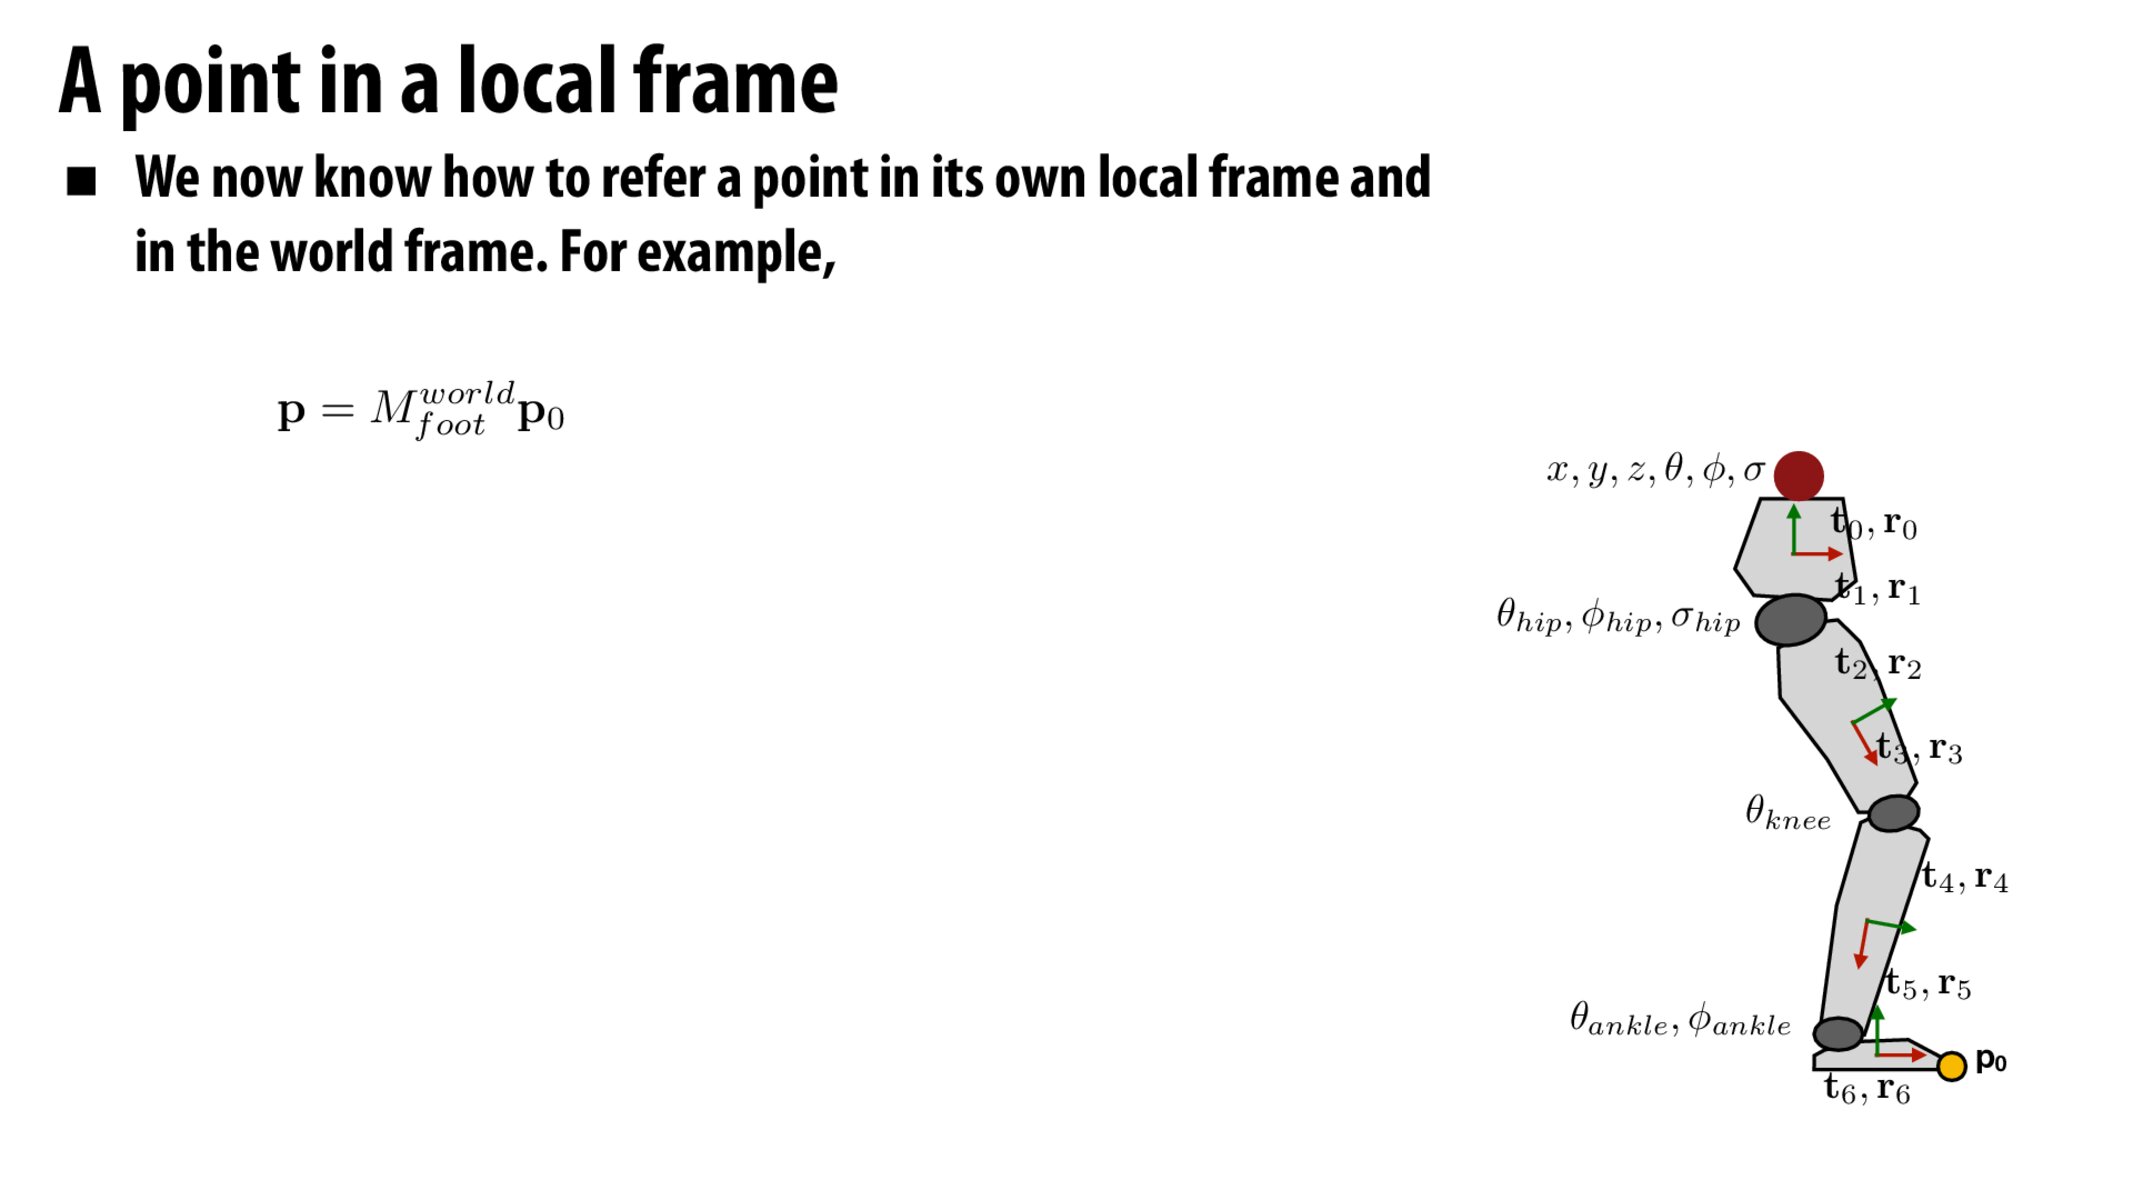 A point in a local frame
■ We now know how to refer a point in its own local frame and
in the world frame. For example,
$\mathbf{p} = M_{foot}^{world}\mathbf{p}_0$
$x, y, z, \theta, \phi, \sigma$
$\mathbf{t}_0, \mathbf{r}_0$
$\mathbf{t}_1, \mathbf{r}_1$
$\theta_{hip}, \phi_{hip}, \sigma_{hip}$
$\mathbf{t}_2, \mathbf{r}_2$
$\mathbf{t}_3, \mathbf{r}_3$
$\theta_{knee}$
$\mathbf{t}_4, \mathbf{r}_4$
$\mathbf{t}_5, \mathbf{r}_5$
$\theta_{ankle}, \phi_{ankle}$
$\mathbf{p}_0$
$\mathbf{t}_6, \mathbf{r}_6$